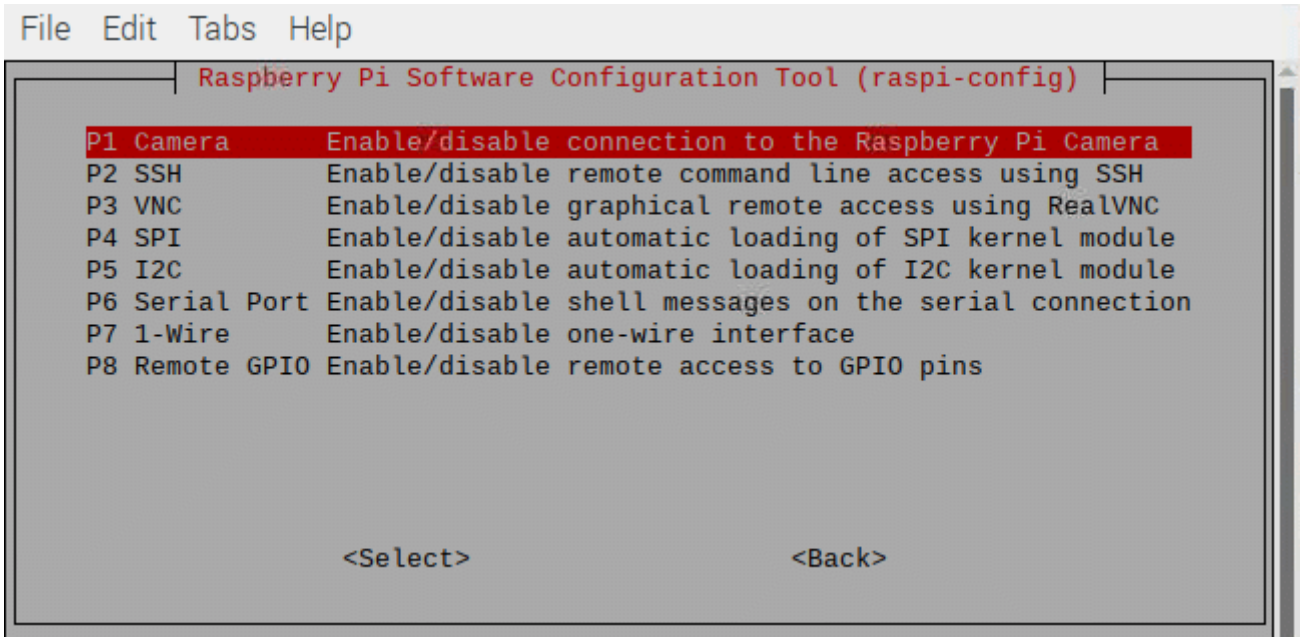 File Edit Tabs Help
Raspberry Pi Software Configuration Tool (raspi-config)
P1 Camera Enable/disable connection to the Raspberry Pi Camera
P2 SSH Enable/disable remote command line access using SSH
P3 VNC Enable/disable graphical remote access using RealVNC
P4 SPI Enable/disable automatic loading of SPI kernel module
P5 I2C Enable/disable automatic loading of I2C kernel module
P6 Serial Port Enable/disable shell messages on the serial connection
P7 1-Wire Enable/disable one-wire interface
P8 Remote GPIO Enable/disable remote access to GPIO pins
<Select> <Back>